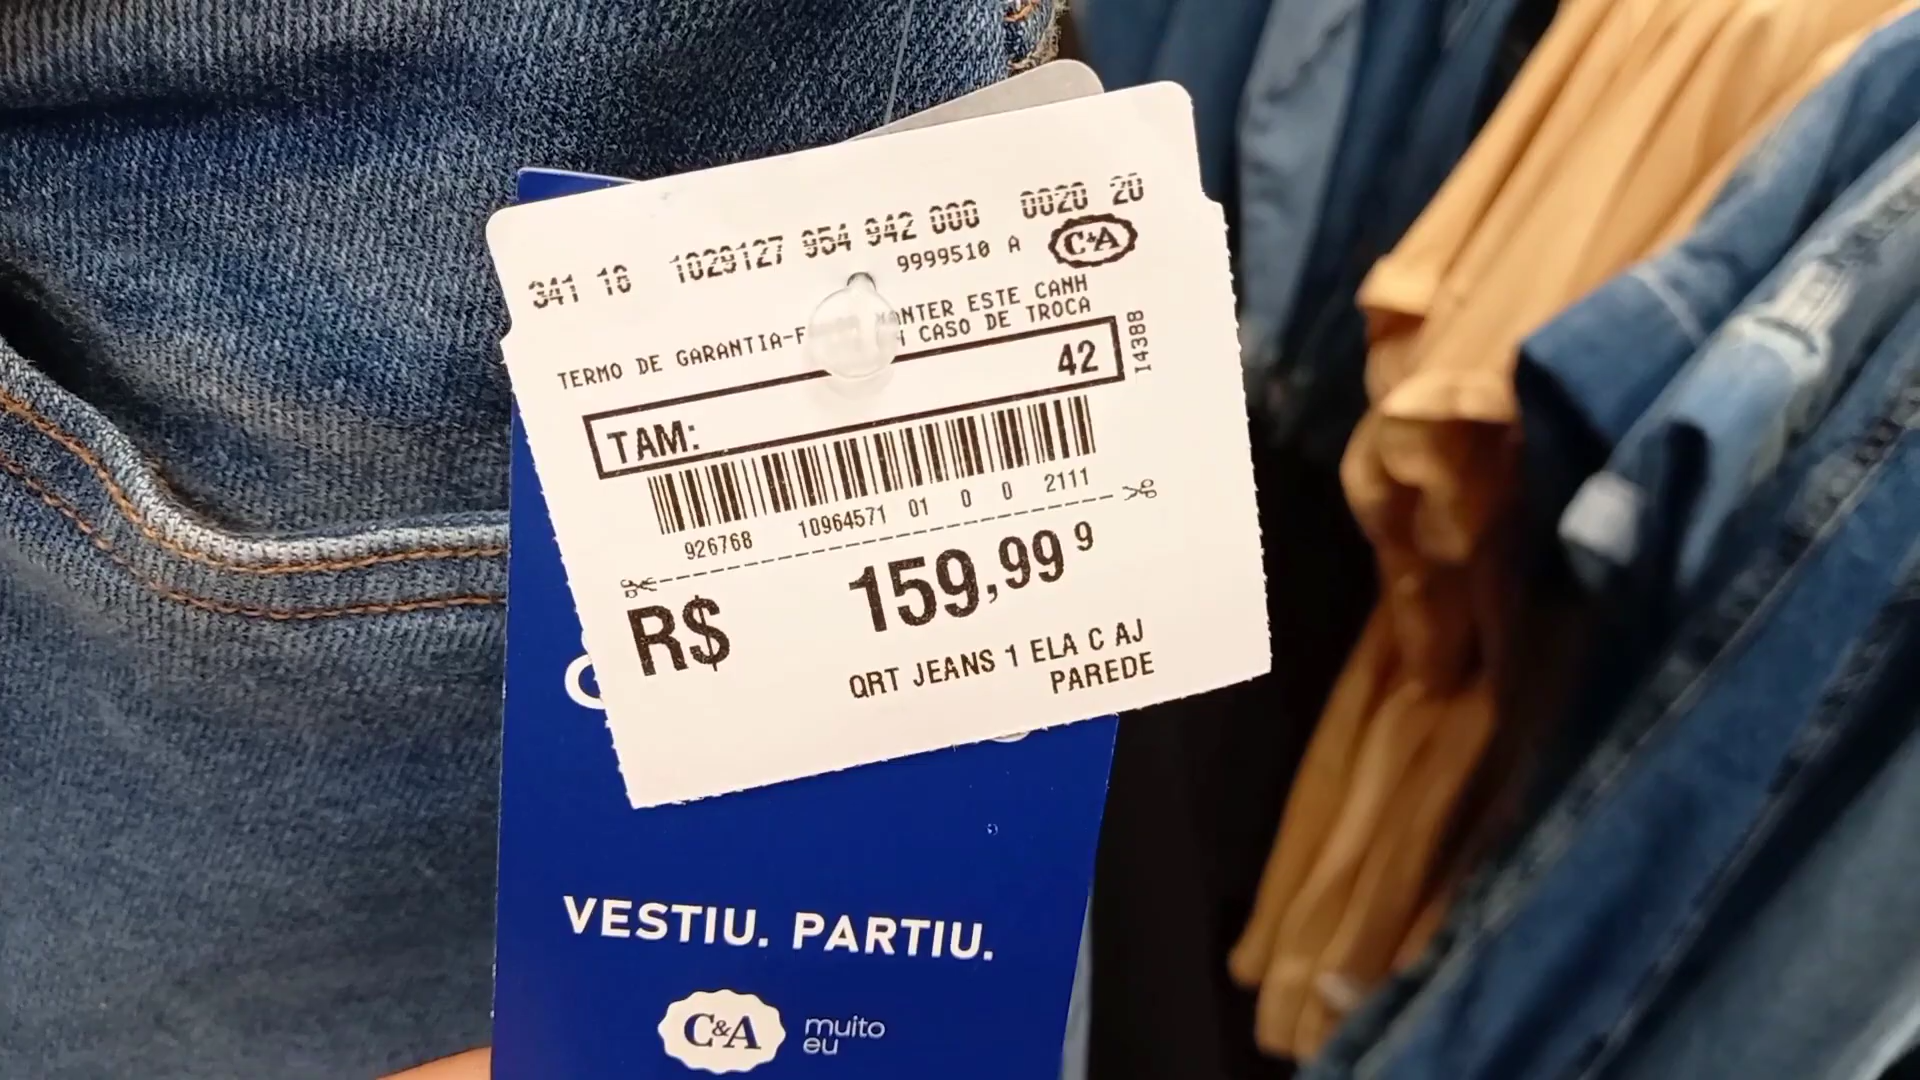 341 16 1029127 954 942 000 0020 20
9999510 A C&A
TERMO DE GARANTIA- MANTER ESTE CANH
CASO DE TROCA
14388
TAM: 42
926768 10964571 01 0 0 2111
R$ 159,99 9
QRT JEANS 1 ELA C AJ
PAREDE
VESTIU. PARTIU.
C&A muito
eu